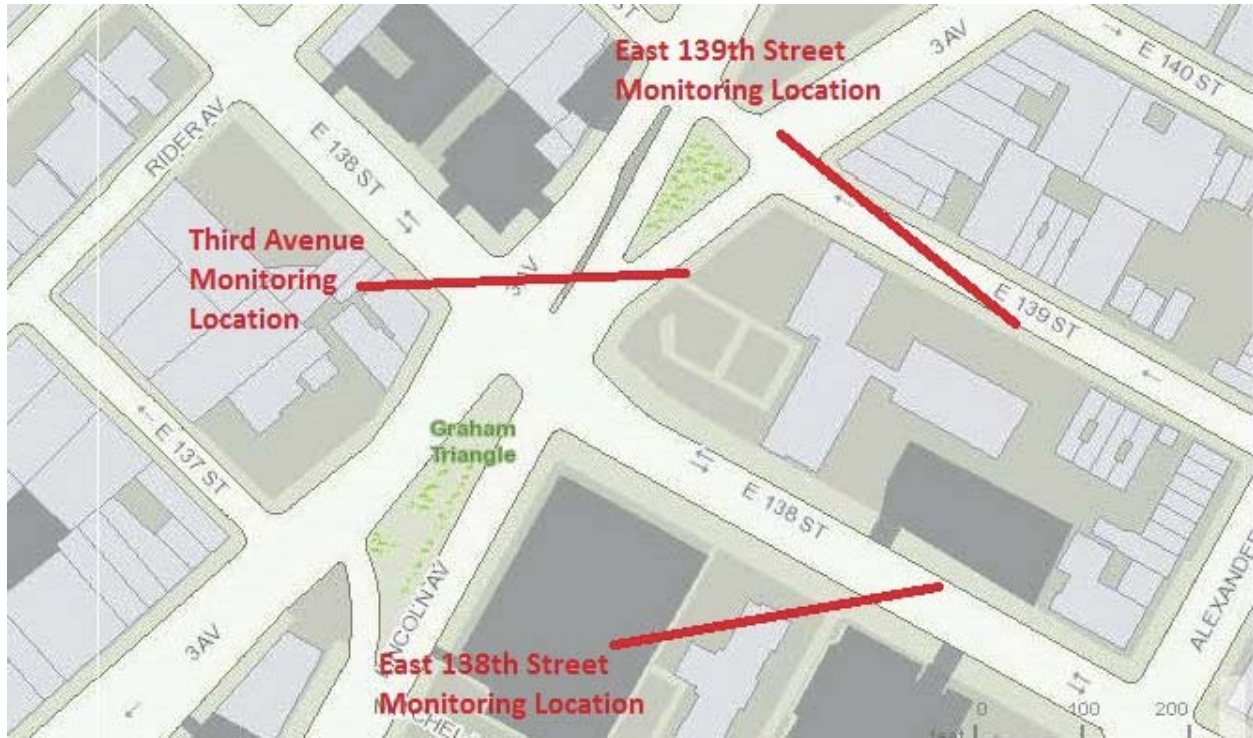 ST
East 139th Street
Monitoring Location
3 AV
E 140 ST
RIDER AV
E 138 ST
Third Avenue
Monitoring
Location
3 AV
E 139 ST
Graham
Triangle
E 137 ST
E 138 ST
LINCOLN AV
3 AV
East 138th Street
Monitoring Location
ALEXANDER
0 100 200
feet